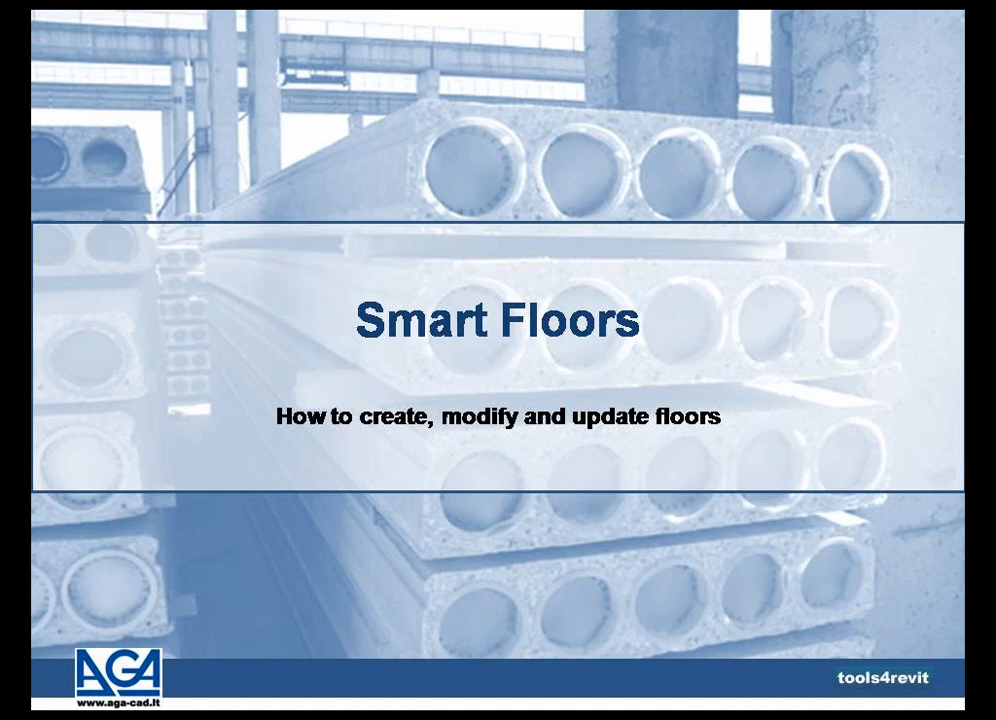 Smart Floors
How to create, modify and update floors
AGA
www.aga-cad.lt
tools4revit